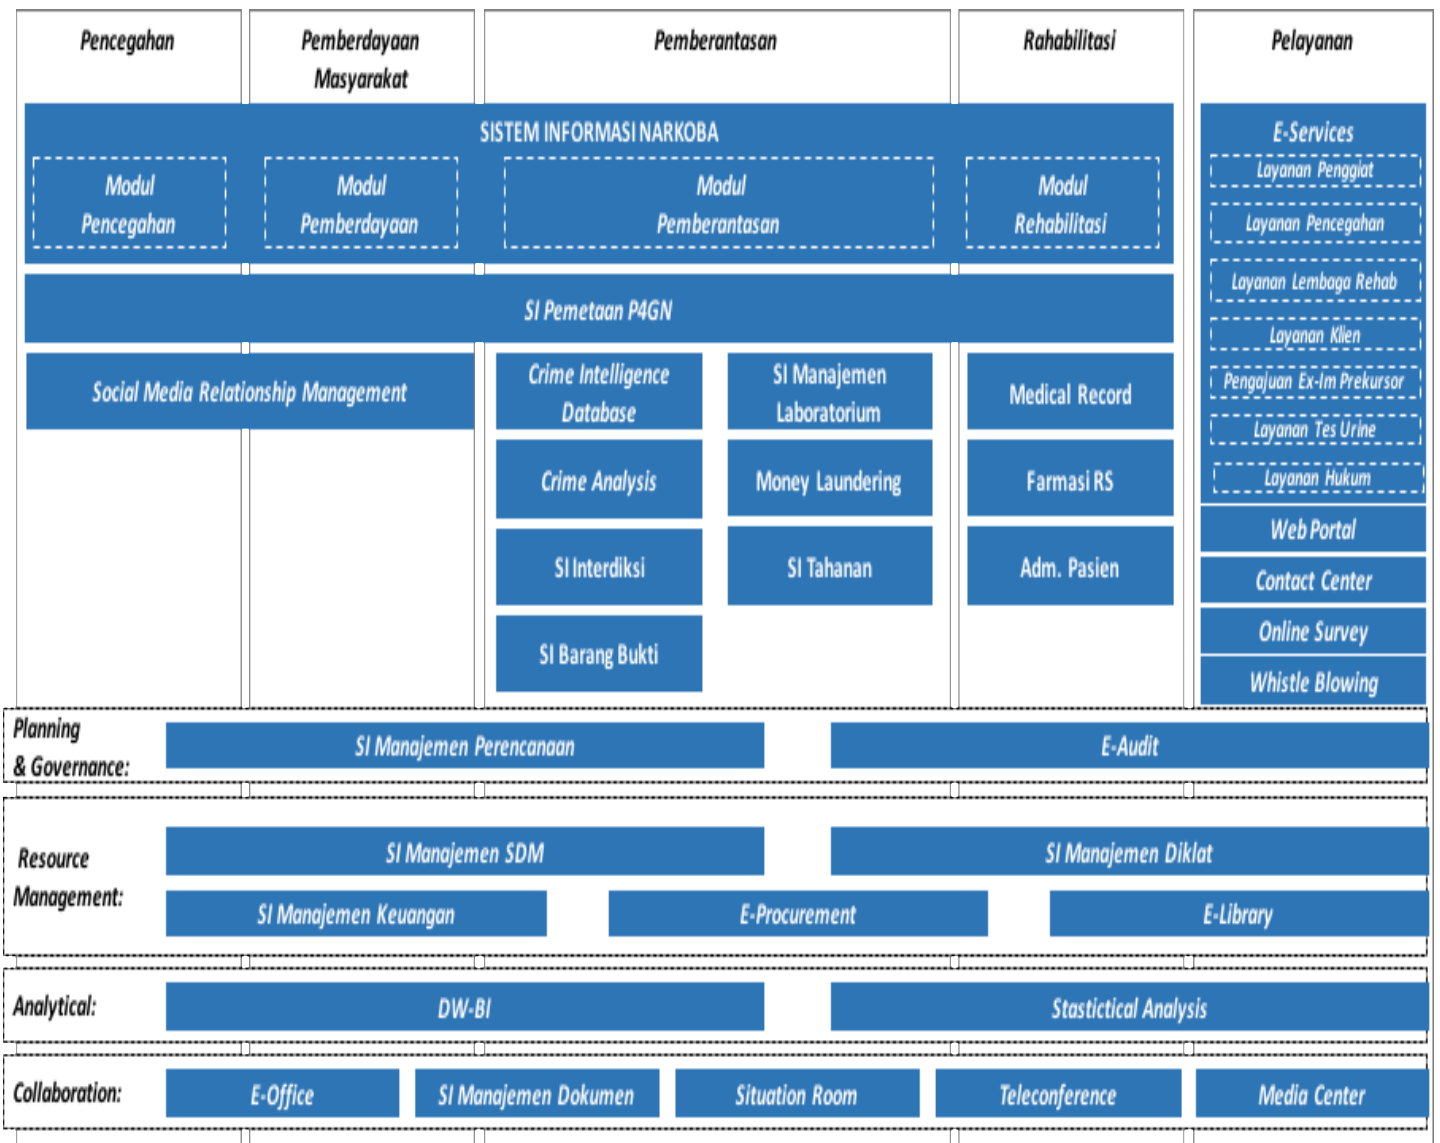 Pencegahan
Pemberdayaan
Masyarakat
Pemberantasan
Rahabilitasi
Pelayanan
SISTEM INFORMASI NARKOBA
Modul
Pencegahan
Modul
Pemberdayaan
Modul
Pemberantasan
Modul
Rehabilitasi
SI Pemetaan P4GN
Social Media Relationship Management
Crime Intelligence
Database
SI Manajemen
Laboratorium
Medical Record
Crime Analysis
Money Laundering
Farmasi RS
SI Interdiksi
SI Tahanan
Adm. Pasien
SI Barang Bukti
E-Services
Layanan Penggiat
Layanan Pencegahan
Layanan Lembaga Rehab
Layanan Klien
Pengajuan Ex-Im Prekursor
Layanan Tes Urine
Layanan Hukum
Web Portal
Contact Center
Online Survey
Whistle Blowing
Planning
& Governance:
SI Manajemen Perencanaan
E-Audit
Resource
Management:
SI Manajemen SDM
SI Manajemen Diklat
SI Manajemen Keuangan
E-Procurement
E-Library
Analytical:
DW-BI
Stastictical Analysis
Collaboration:
E-Office
SI Manajemen Dokumen
Situation Room
Teleconference
Media Center